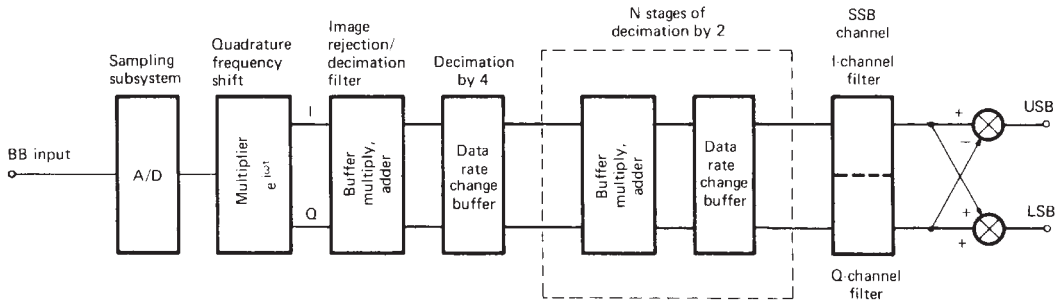 N stages of
decimation by 2
Image
rejection/
decimation
filter
SSB
channel
I-channel
filter
Quadrature
frequency
shift
Sampling
subsystem
Decimation
by 4
BB input
A/D
Multiplier
e^jωt
I
Q
Buffer
multiply,
adder
Data
rate
change
buffer
Buffer
multiply,
adder
Data
rate
change
buffer
+
−
USB
+
+
LSB
Q-channel
filter